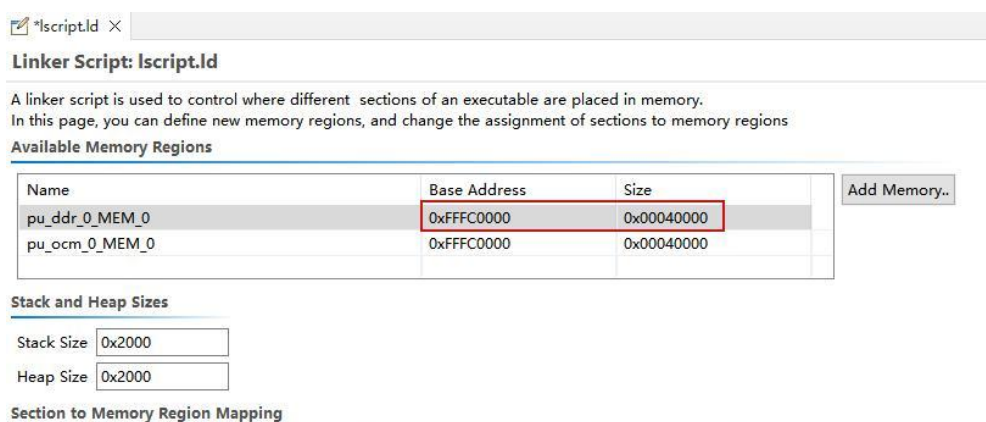 *lscript.ld
Linker Script: lscript.ld
A linker script is used to control where different sections of an executable are placed in memory.
In this page, you can define new memory regions, and change the assignment of sections to memory regions
Available Memory Regions
Name Base Address Size
Add Memory..
pu_ddr_0_MEM_0 0xFFFC0000 0x00040000
pu_ocm_0_MEM_0 0xFFFC0000 0x00040000
Stack and Heap Sizes
Stack Size 0x2000
Heap Size 0x2000
Section to Memory Region Mapping